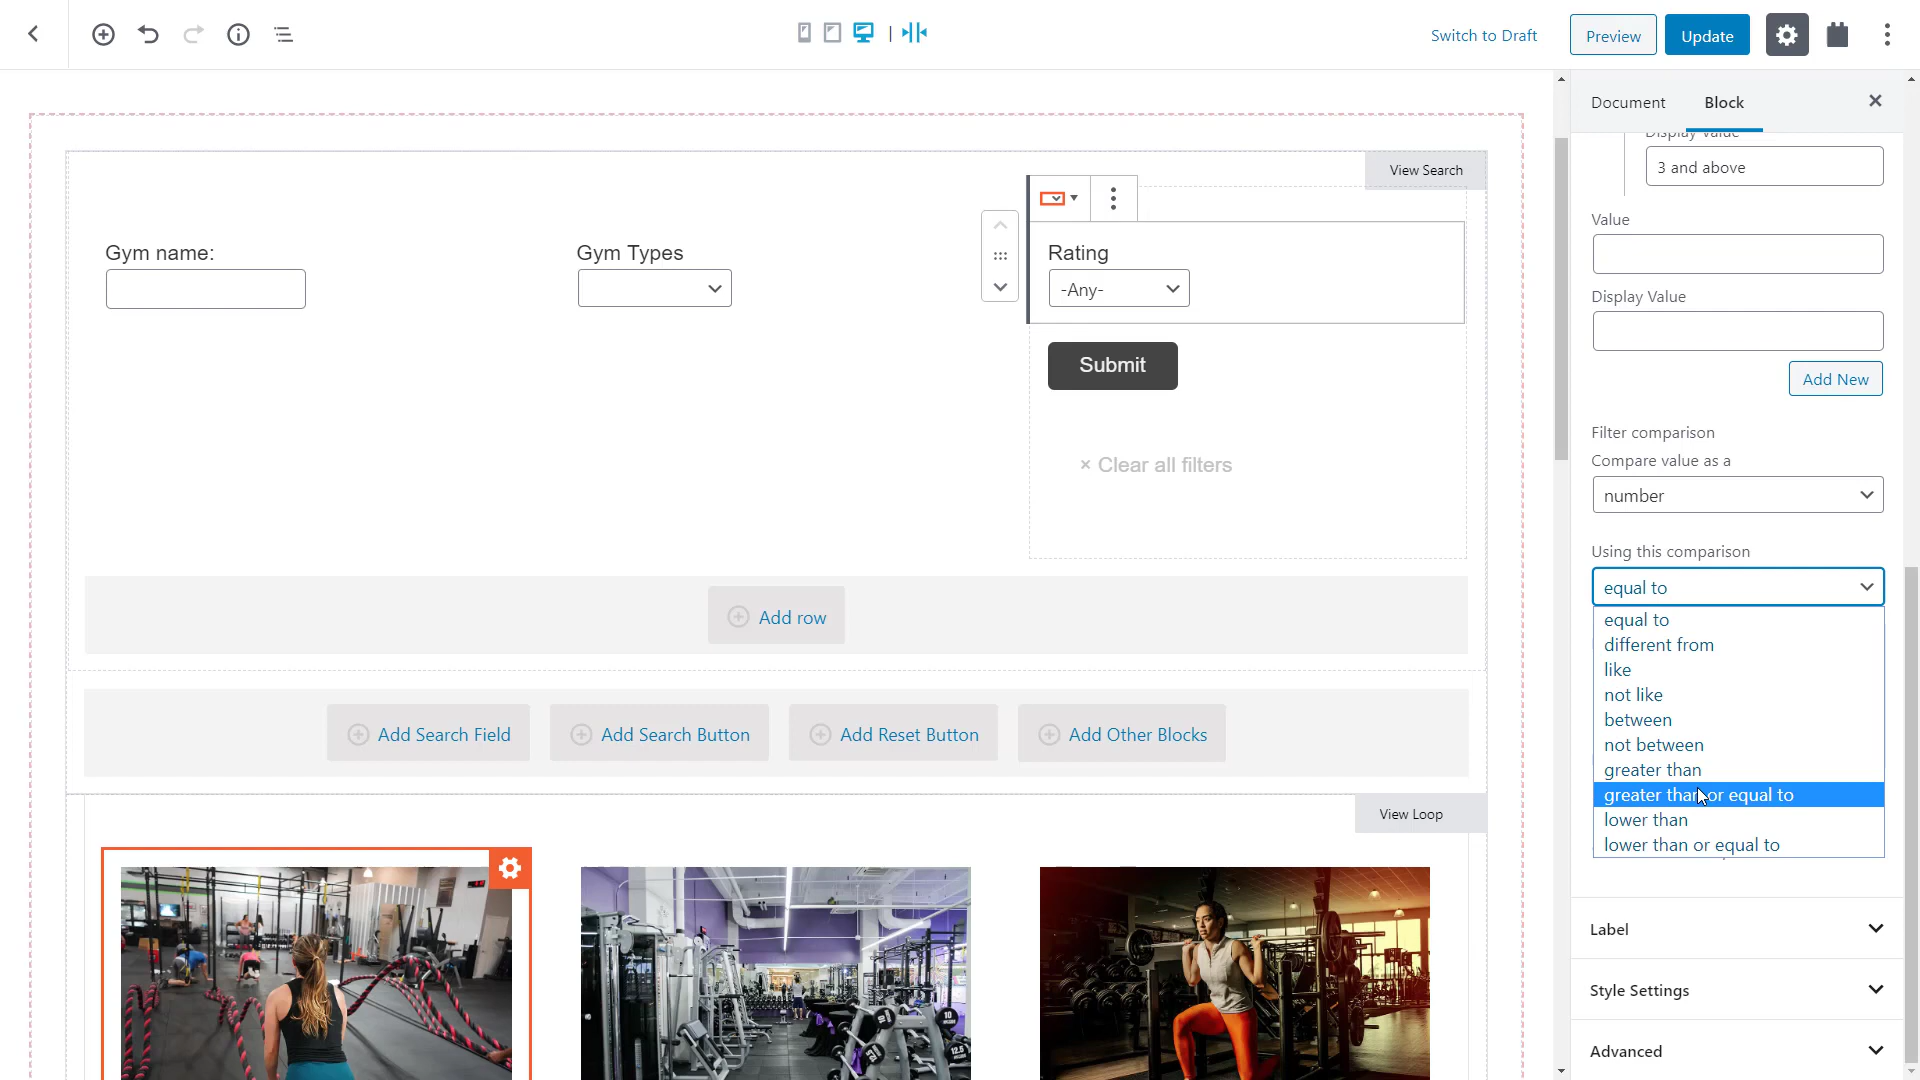 Switch to Draft
Preview
Update
Document
Block
Display Value
3 and above
View Search
Gym name:
Gym Types
Rating
-Any-
Submit
× Clear all filters
Value
Display Value
Add New
Filter comparison
Compare value as a
number
Using this comparison
equal to
equal to
different from
like
not like
between
not between
greater than
greater than or equal to
lower than
lower than or equal to
Add row
Add Search Field
Add Search Button
Add Reset Button
Add Other Blocks
View Loop
Label
Style Settings
Advanced